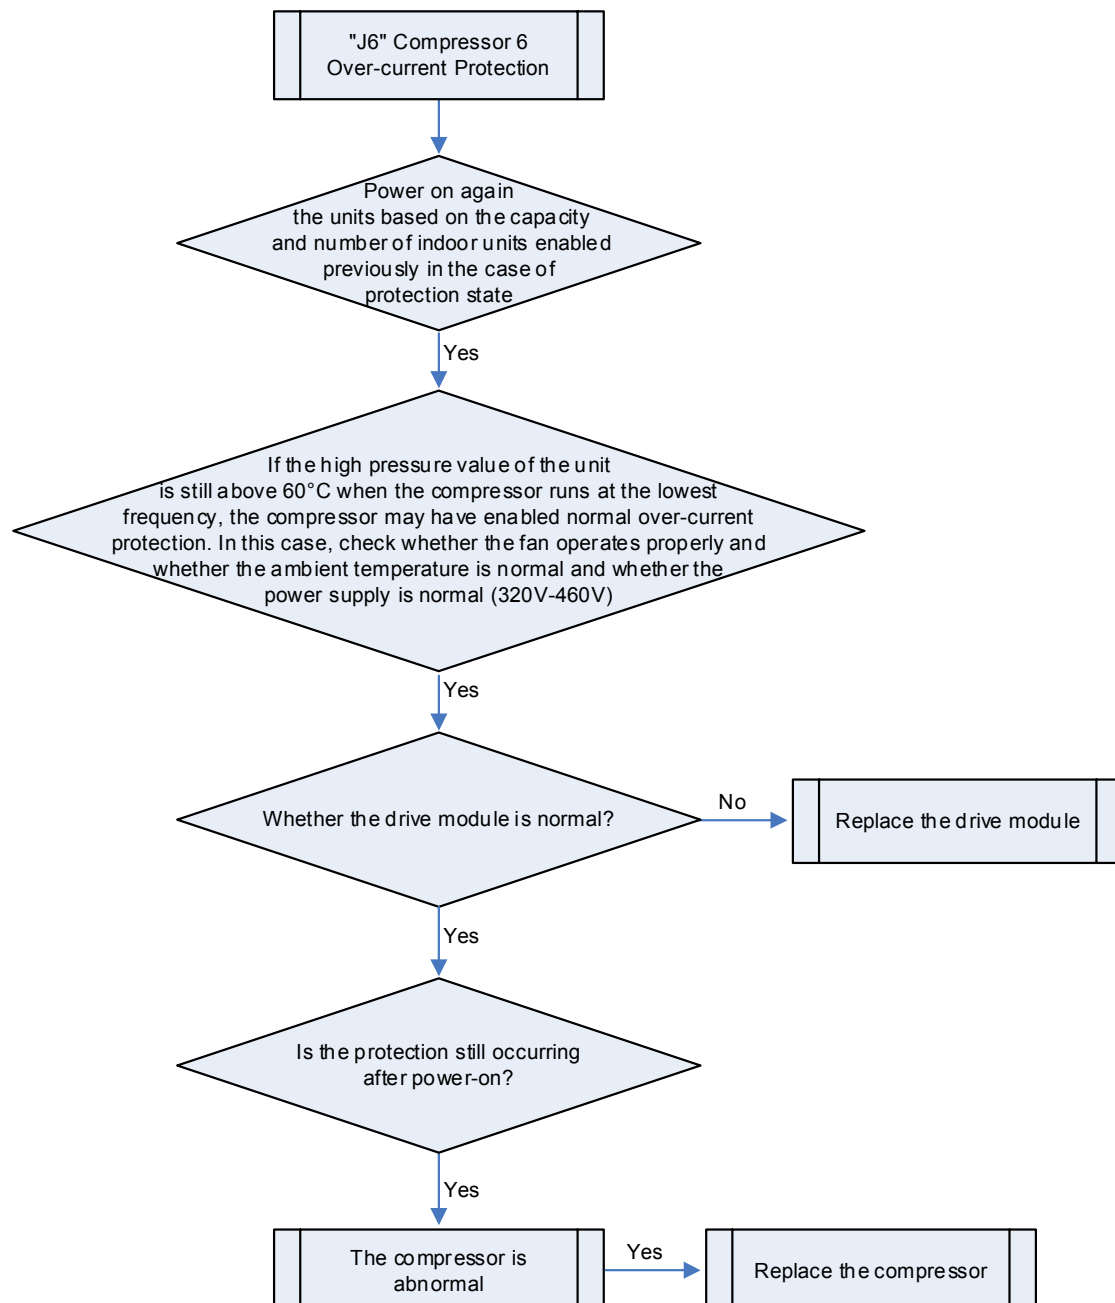 "J6" Compressor 6
Over-current Protection
Power on again
the units based on the capacity
and number of indoor units enabled
previously in the case of
protection state
Yes
If the high pressure value of the unit
is still above 60°C when the compressor runs at the lowest
frequency, the compressor may have enabled normal over-current
protection. In this case, check whether the fan operates properly and
whether the ambient temperature is normal and whether the
power supply is normal (320V-460V)
Yes
Whether the drive module is normal?
No
Replace the drive module
Yes
Is the protection still occurring
after power-on?
Yes
The compressor is
abnormal
Yes
Replace the compressor